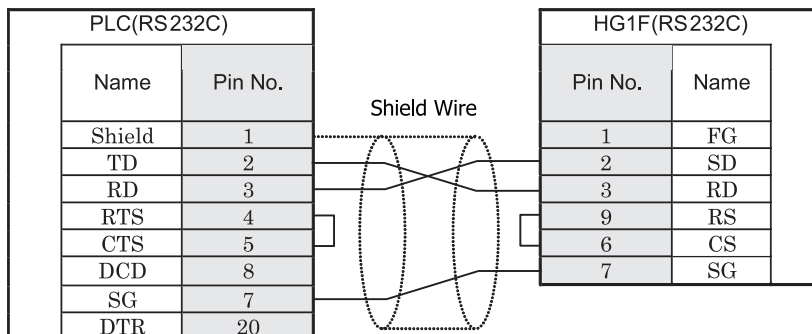 PLC(RS232C) HG1F(RS232C)
Name Pin No. Pin No. Name
Shield Wire
Shield 1 1 FG
TD 2 2 SD
RD 3 3 RD
RTS 4 9 RS
CTS 5 6 CS
DCD 8 7 SG
SG 7
DTR 20